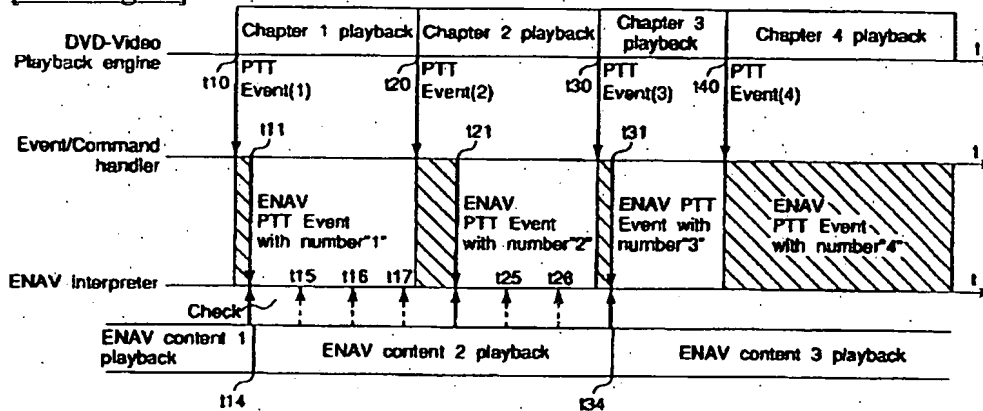 DVD-Video
Playback engine
Chapter 1 playback
Chapter 2 playback
Chapter 3
playback
Chapter 4 playback
t
t10
PTT
Event(1)
t20
PTT
Event(2)
t30
PTT
Event(3)
t40
PTT
Event(4)
t11
t21
t31
Event/Command
handler
t
ENAV
PTT Event
with number"1"
ENAV
PTT Event
with number"2"
ENAV PTT
Event with
number"3"
ENAV
PTT Event
with number"4"
ENAV interpreter
t15
t16
t17
t25
t26
t
Check
ENAV content 1
playback
ENAV content 2 playback
ENAV content 3 playback
t14
t34